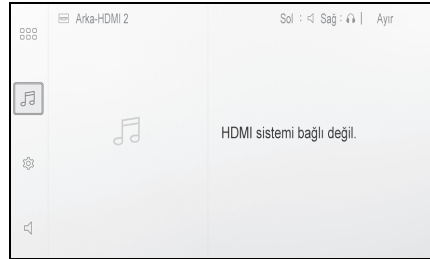 Arka-HDMI 2 Sol : Sağ : | Ayır
HDMI sistemi bağlı değil.